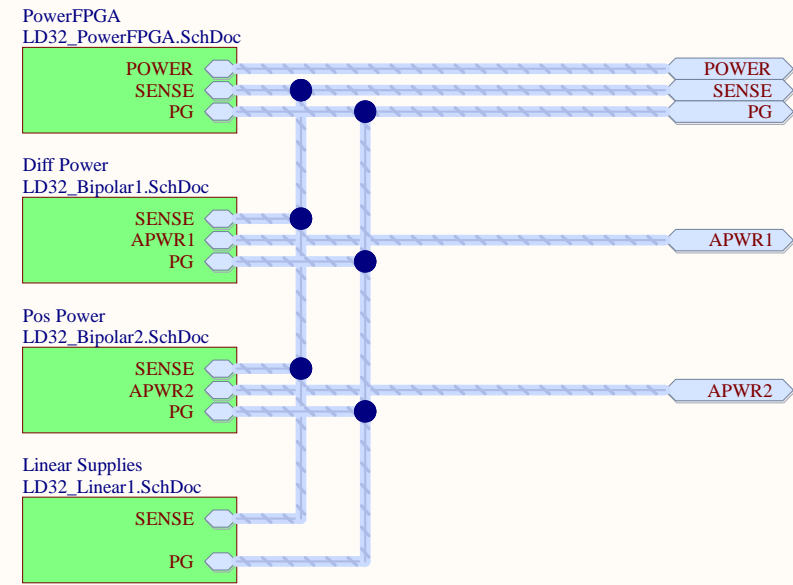 PowerFPGA
LD32_PowerFPGA.SchDoc
POWER
POWER
SENSE
SENSE
PG
PG
Diff Power
LD32_Bipolar1.SchDoc
SENSE
APWR1
APWR1
PG
Pos Power
LD32_Bipolar2.SchDoc
SENSE
APWR2
APWR2
PG
Linear Supplies
LD32_Linear1.SchDoc
SENSE
PG